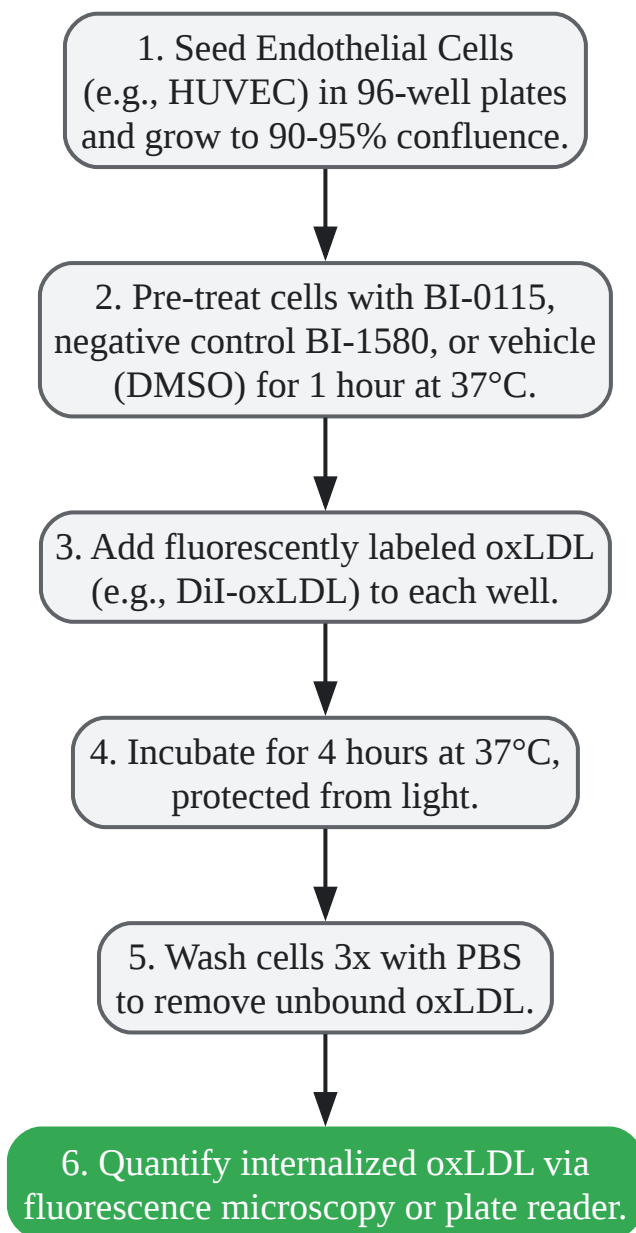 1. Seed Endothelial Cells
(e.g., HUVEC) in 96-well plates
and grow to 90-95% confluence.
2. Pre-treat cells with BI-0115,
negative control BI-1580, or vehicle
(DMSO) for 1 hour at 37°C.
3. Add fluorescently labeled oxLDL
(e.g., DiI-oxLDL) to each well.
4. Incubate for 4 hours at 37°C,
protected from light.
5. Wash cells 3x with PBS
to remove unbound oxLDL.
6. Quantify internalized oxLDL via
fluorescence microscopy or plate reader.